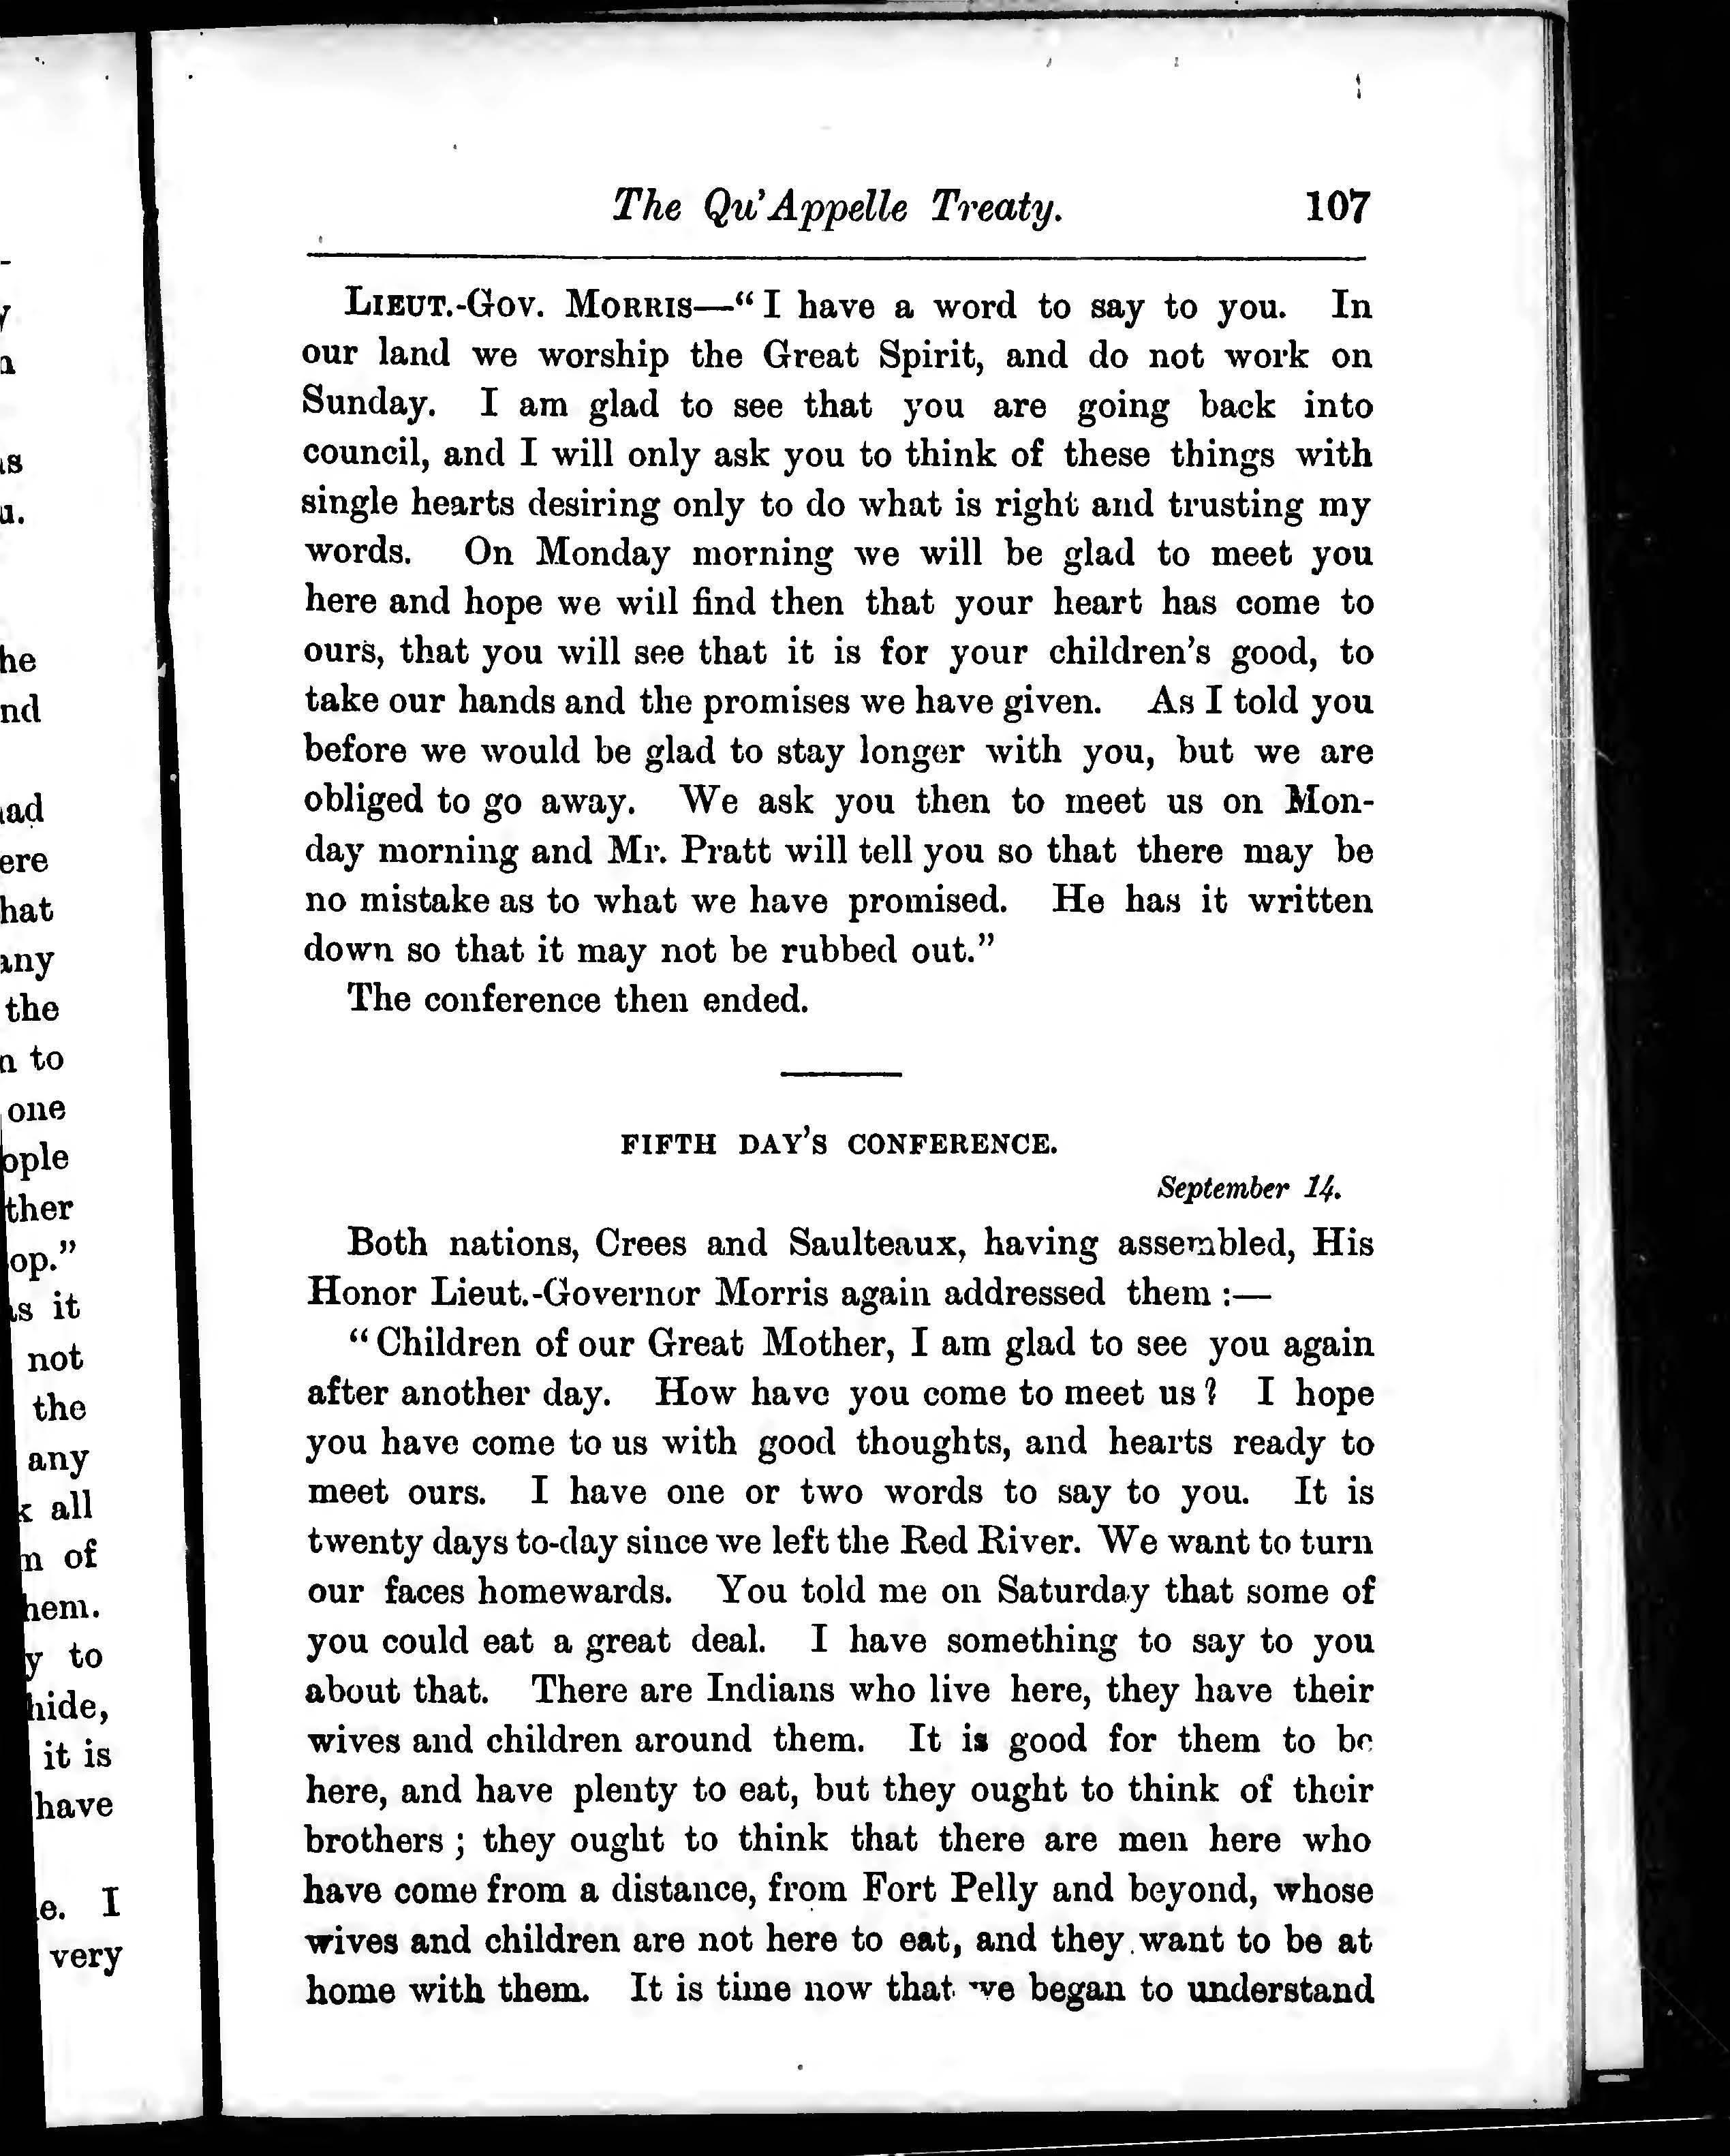 The Qu'Appelle Treaty. 107
LIEUT.-GOV. MORRIS—"I have a word to say to you. In
our land we worship the Great Spirit, and do not work on
Sunday. I am glad to see that you are going back into
council, and I will only ask you to think of these things with
single hearts desiring only to do what is right and trusting my
words. On Monday morning we will be glad to meet you
here and hope we will find then that your heart has come to
ours, that you will see that it is for your children's good, to
take our hands and the promises we have given. As I told you
before we would be glad to stay longer with you, but we are
obliged to go away. We ask you then to meet us on Mon-
day morning and Mr. Pratt will tell you so that there may be
no mistake as to what we have promised. He has it written
down so that it may not be rubbed out."
The conference then ended.
FIFTH DAY'S CONFERENCE.
September 14.
Both nations, Crees and Saulteaux, having assembled, His
Honor Lieut.-Governor Morris again addressed them :—
"Children of our Great Mother, I am glad to see you again
after another day. How have you come to meet us? I hope
you have come to us with good thoughts, and hearts ready to
meet ours. I have one or two words to say to you. It is
twenty days to-day since we left the Red River. We want to turn
our faces homewards. You told me on Saturday that some of
you could eat a great deal. I have something to say to you
about that. There are Indians who live here, they have their
wives and children around them. It is good for them to be
here, and have plenty to eat, but they ought to think of their
brothers ; they ought to think that there are men here who
have come from a distance, from Fort Pelly and beyond, whose
wives and children are not here to eat, and they want to be at
home with them. It is time now that we began to understand